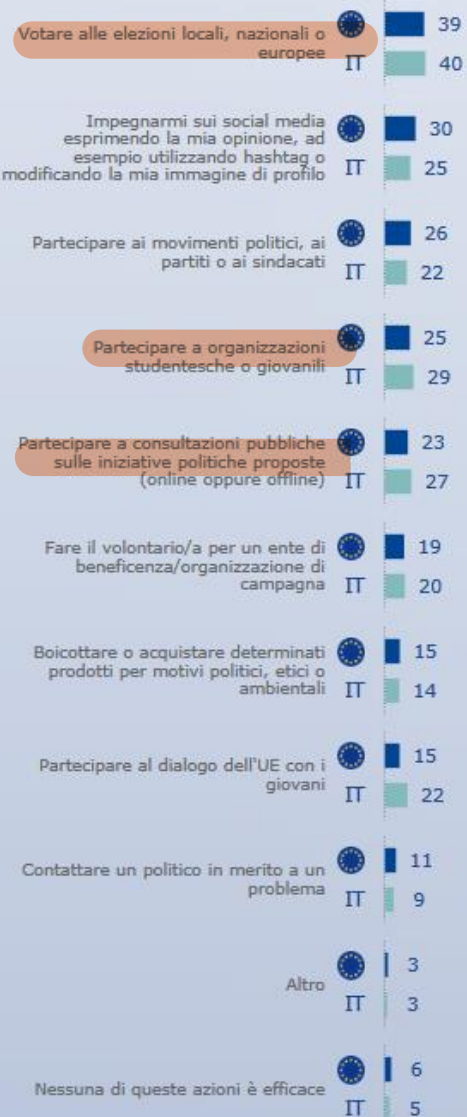 Votare alle elezioni locali, nazionali o
europee
39
IT 40
Impegnarmi sui social media
esprimendo la mia opinione, ad
esempio utilizzando hashtag o
modificando la mia immagine di profilo
30
IT 25
Partecipare ai movimenti politici, ai
partiti o ai sindacati
26
IT 22
Partecipare a organizzazioni
studentesche o giovanili
25
IT 29
Partecipare a consultazioni pubbliche
sulle iniziative politiche proposte
(online oppure offline)
23
IT 27
Fare il volontario/a per un ente di
beneficenza/organizzazione di
campagna
19
IT 20
Boicottare o acquistare determinati
prodotti per motivi politici, etici o
ambientali
15
IT 14
Partecipare al dialogo dell'UE con i
giovani
15
IT 22
Contattare un politico in merito a un
problema
11
IT 9
Altro
3
IT 3
Nessuna di queste azioni è efficace
6
IT 5